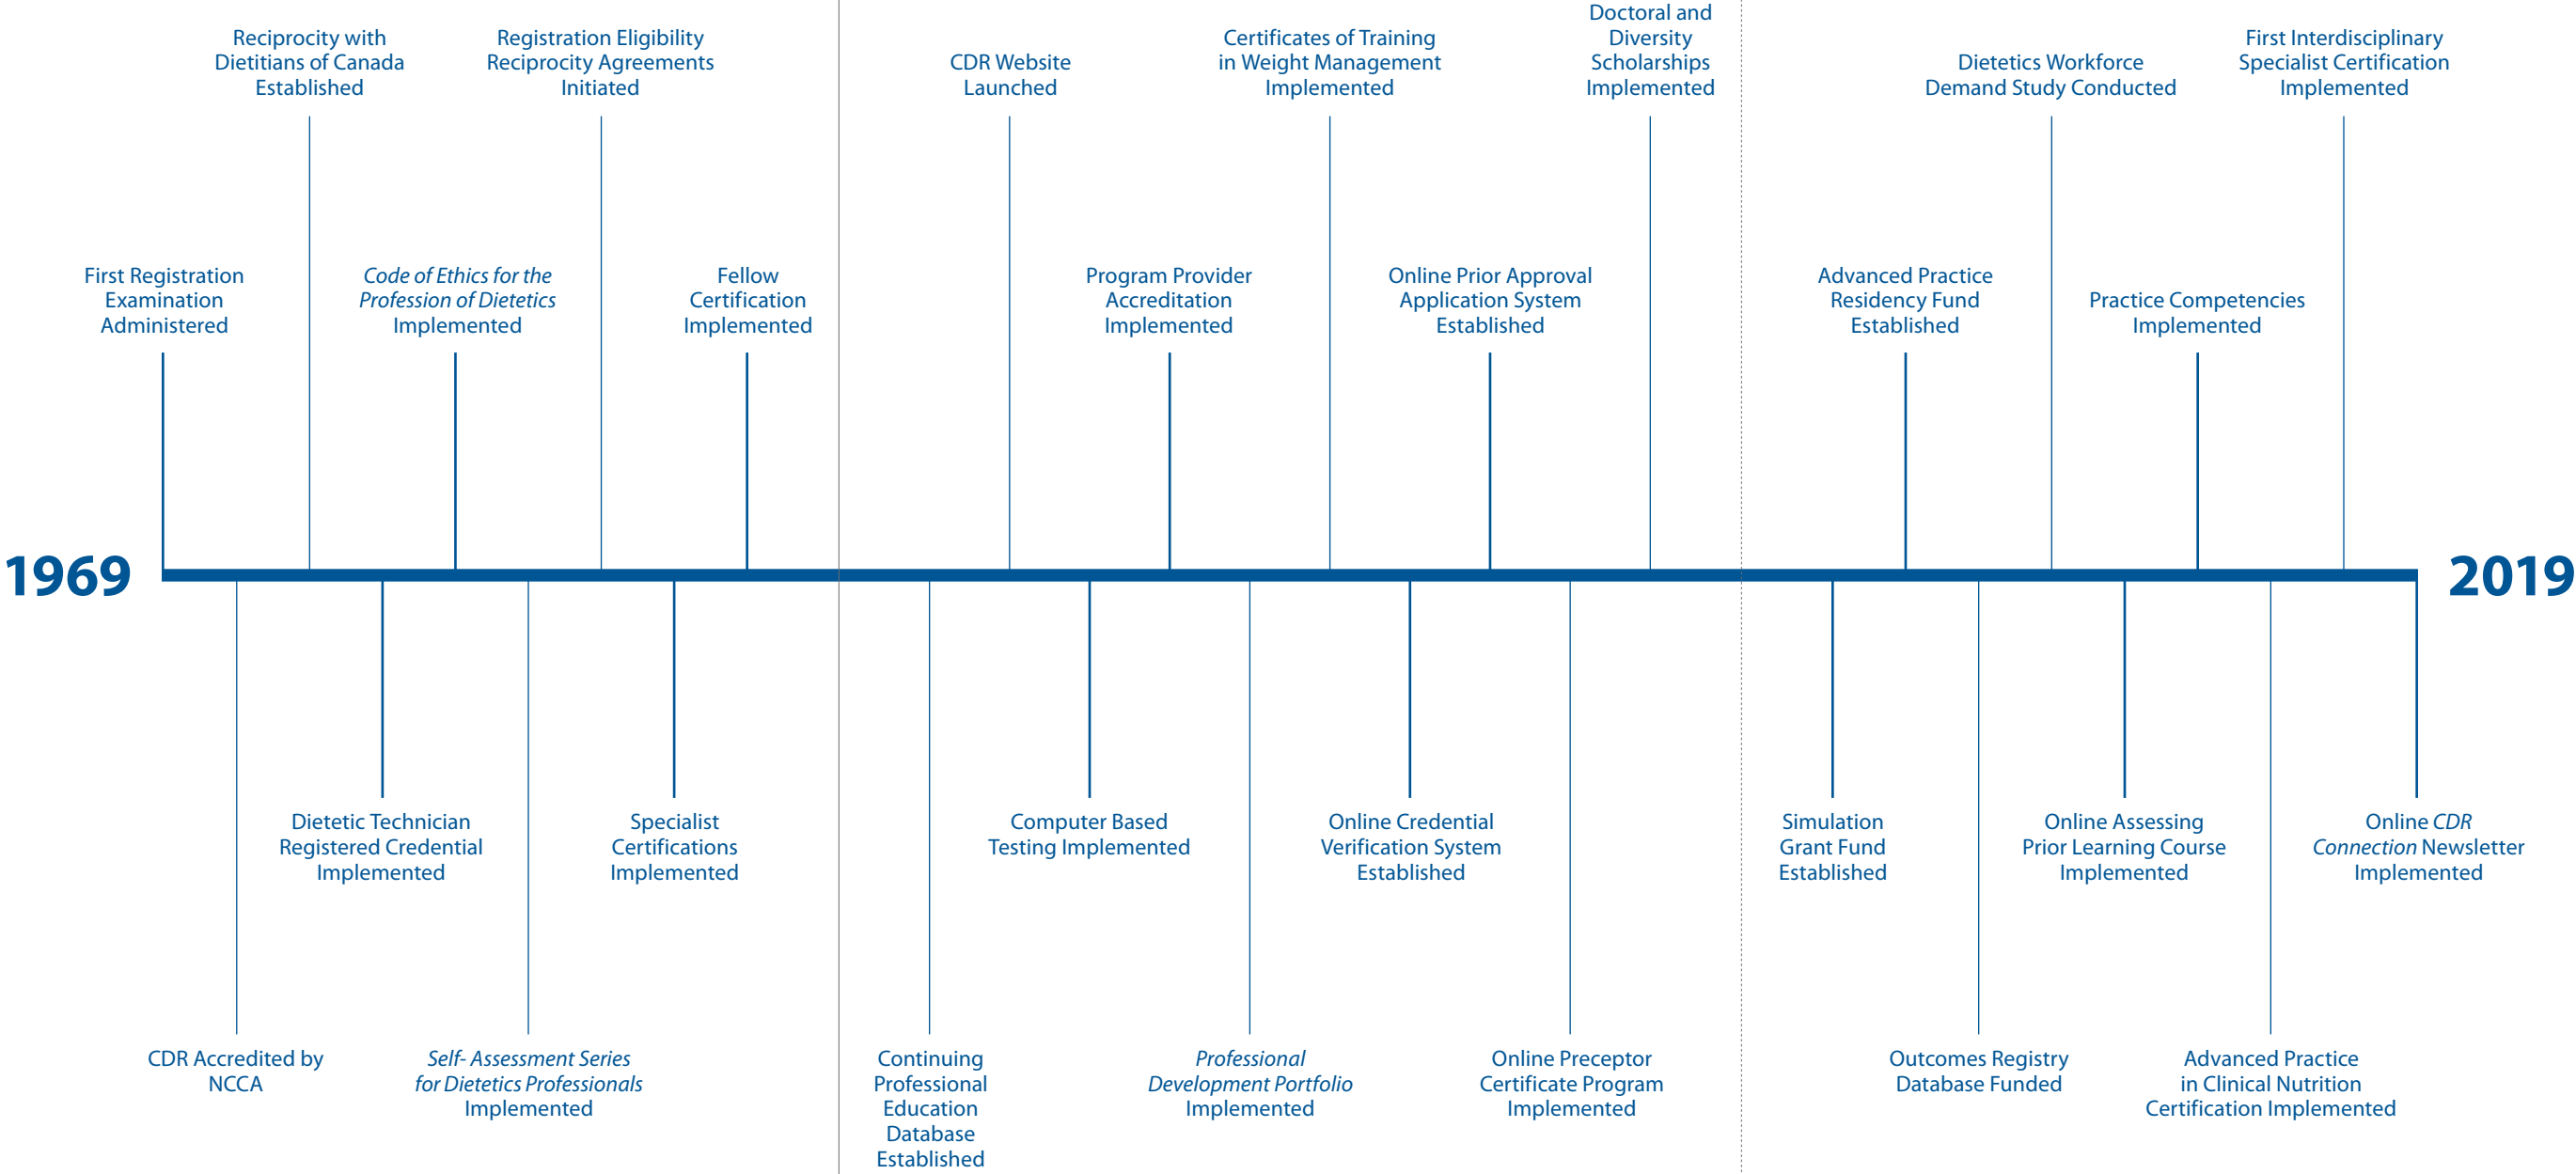 Reciprocity with
Dietitians of Canada
Established
Registration Eligibility
Reciprocity Agreements
Initiated
CDR Website
Launched
Certificates of Training
in Weight Management
Implemented
Doctoral and
Diversity
Scholarships
Implemented
Dietetics Workforce
Demand Study Conducted
First Interdisciplinary
Specialist Certification
Implemented
First Registration
Examination
Administered
Code of Ethics for the
Profession of Dietetics
Implemented
Fellow
Certification
Implemented
Program Provider
Accreditation
Implemented
Online Prior Approval
Application System
Established
Advanced Practice
Residency Fund
Established
Practice Competencies
Implemented
1969
2019
Dietetic Technician
Registered Credential
Implemented
Specialist
Certifications
Implemented
Computer Based
Testing Implemented
Online Credential
Verification System
Established
Simulation
Grant Fund
Established
Online Assessing
Prior Learning Course
Implemented
Online CDR
Connection Newsletter
Implemented
CDR Accredited by
NCCA
Self- Assessment Series
for Dietetics Professionals
Implemented
Continuing
Professional
Education
Database
Established
Professional
Development Portfolio
Implemented
Online Preceptor
Certificate Program
Implemented
Outcomes Registry
Database Funded
Advanced Practice
in Clinical Nutrition
Certification Implemented